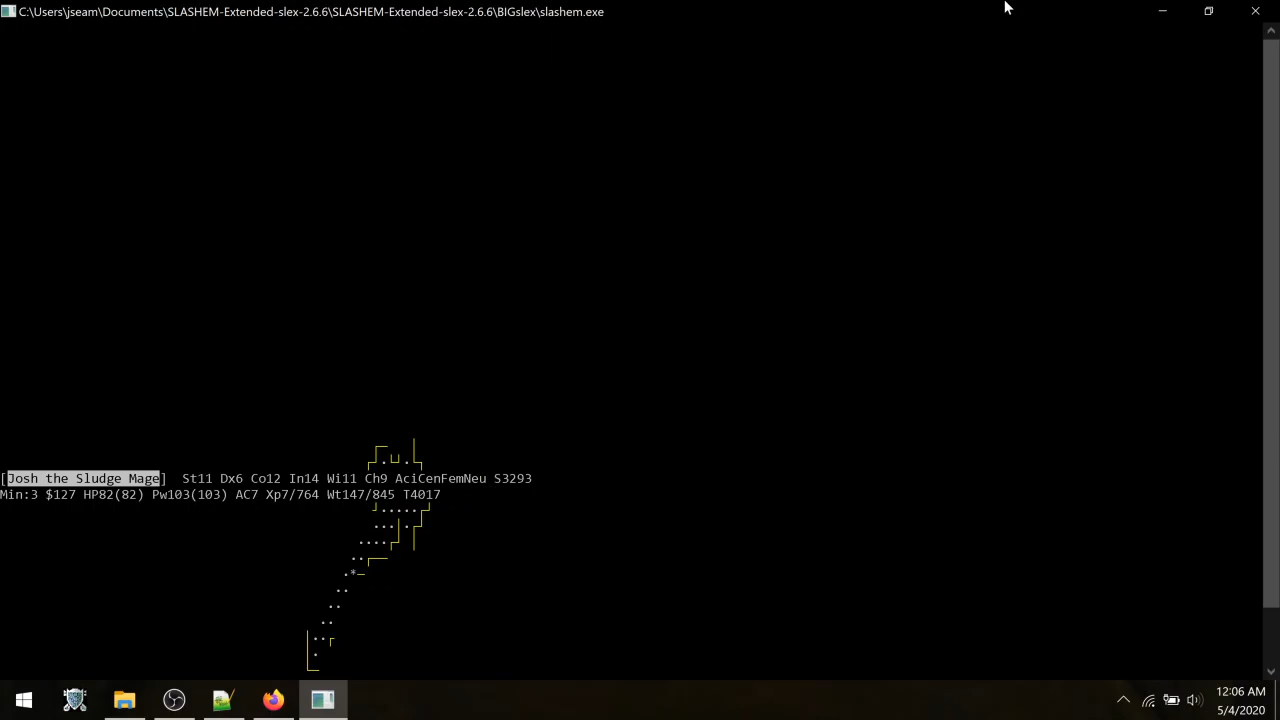 C:\Users\jseam\Documents\SLASHEM-Extended-slex-2.6.6\SLASHEM-Extended-slex-2.6.6\BIGslex\slashem.exe
[Josh the Sludge Mage]  St11 Dx6 Co12 In14 Wi11 Ch9 AciCenFemNeu S3293
Min:3 $127 HP82(82) Pw103(103) AC7 Xp7/764 Wt147/845 T4017
12:06 AM
5/4/2020